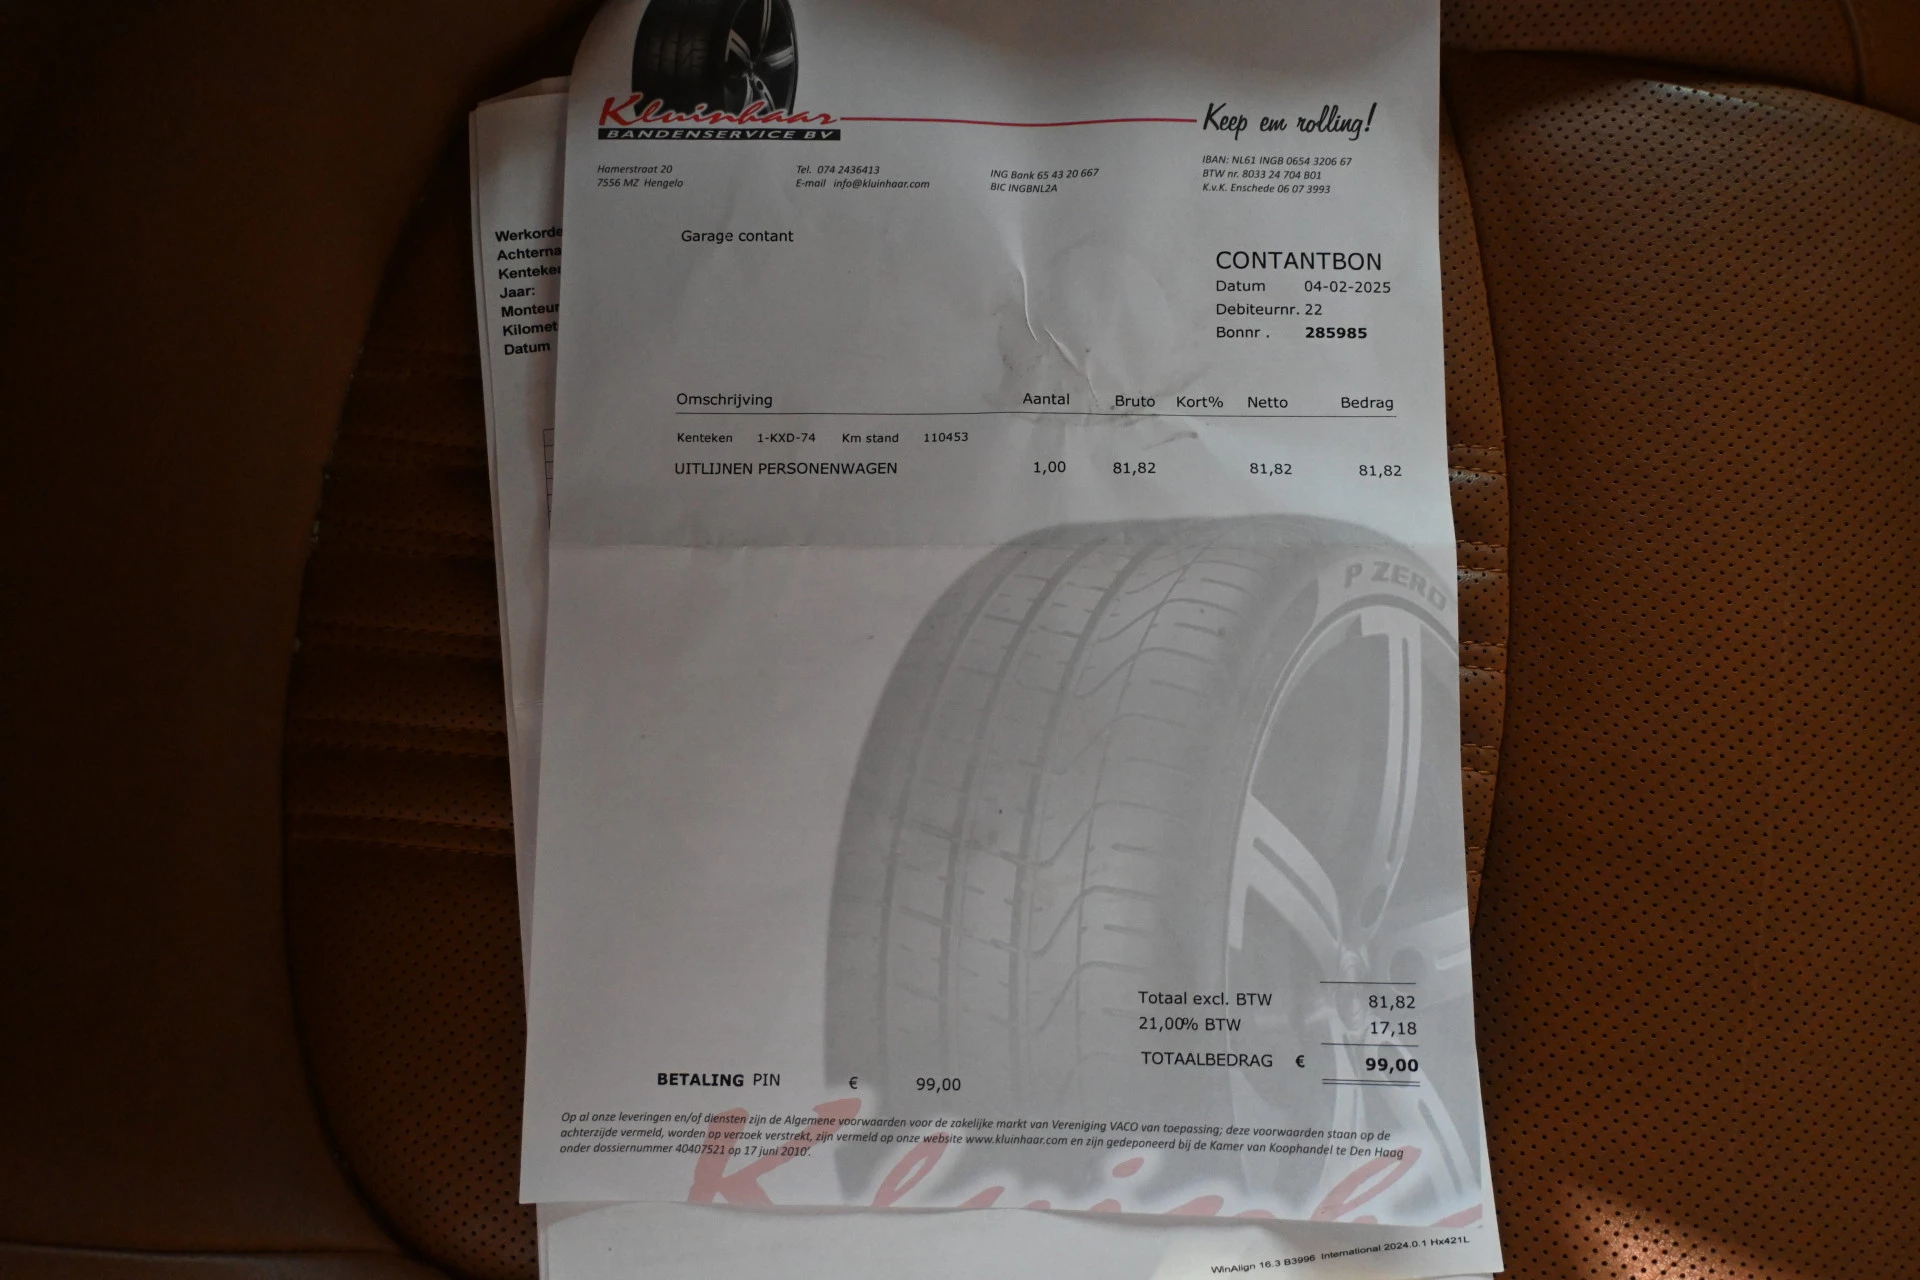 Kluinhaar
BANDENSERVICE BV
Keep em rolling!
Hamerstraat 20
7556 MZ Hengelo
Tel. 074 2436413
E-mail info@kluinhaar.com
ING Bank 65 43 20 667
BIC INGBNL2A
IBAN: NL61 INGB 0654 3206 67
BTW nr. 8033 24 704 B01
K.v.K. Enschede 06 07 3993
Garage contant
CONTANTBON
Datum 04-02-2025
Debiteurnr. 22
Bonnr . 285985
Werkorde
Achterna
Kenteke
Jaar:
Monteur
Kilomet
Datum
Omschrijving Aantal Bruto Kort% Netto Bedrag
Kenteken 1-KXD-74 Km stand 110453
UITLIJNEN PERSONENWAGEN 1,00 81,82 81,82 81,82
P ZERO
Totaal excl. BTW 81,82
21,00% BTW 17,18
TOTAALBEDRAG € 99,00
BETALING PIN € 99,00
Op al onze leveringen en/of diensten zijn de Algemene voorwaarden voor de zakelijke markt van Vereniging VACO van toepassing; deze voorwaarden staan op de
achterzijde vermeld, worden op verzoek verstrekt, zijn vermeld op onze website www.kluinhaar.com en zijn gedeponeerd bij de Kamer van Koophandel te Den Haag
onder dossiernummer 40407521 op 17 juni 2010'.
Kluinh
WinAlign 16.3 B3996 International 2024.0.1 Hx421L